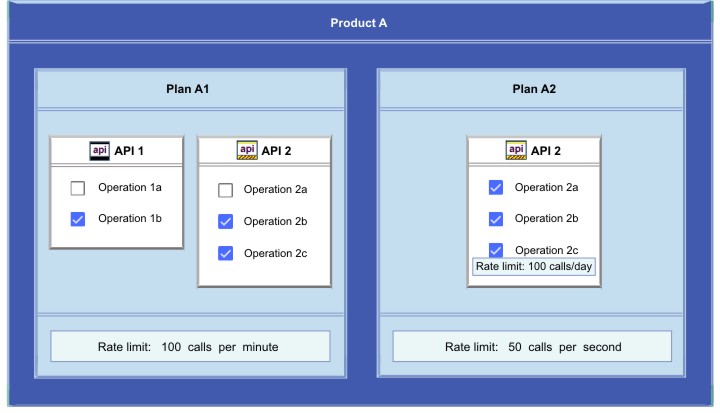 Product A
Plan A1
api API 1
Operation 1a
Operation 1b
api API 2
Operation 2a
Operation 2b
Operation 2c
Rate limit: 100 calls per minute
Plan A2
api API 2
Operation 2a
Operation 2b
Operation 2c
Rate limit: 100 calls/day
Rate limit: 50 calls per second